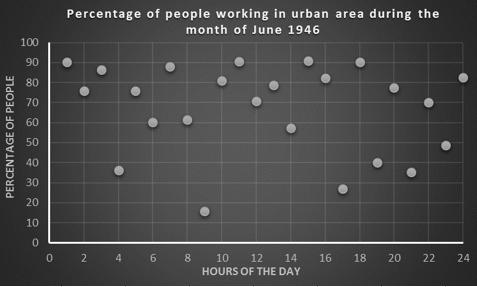 Percentage of people working in urban area during the
month of June 1946
PERCENTAGE OF PEOPLE
100
90
80
70
60
50
40
30
20
10
0
0 2 4 6 8 10 12 14 16 18 20 22 24
HOURS OF THE DAY